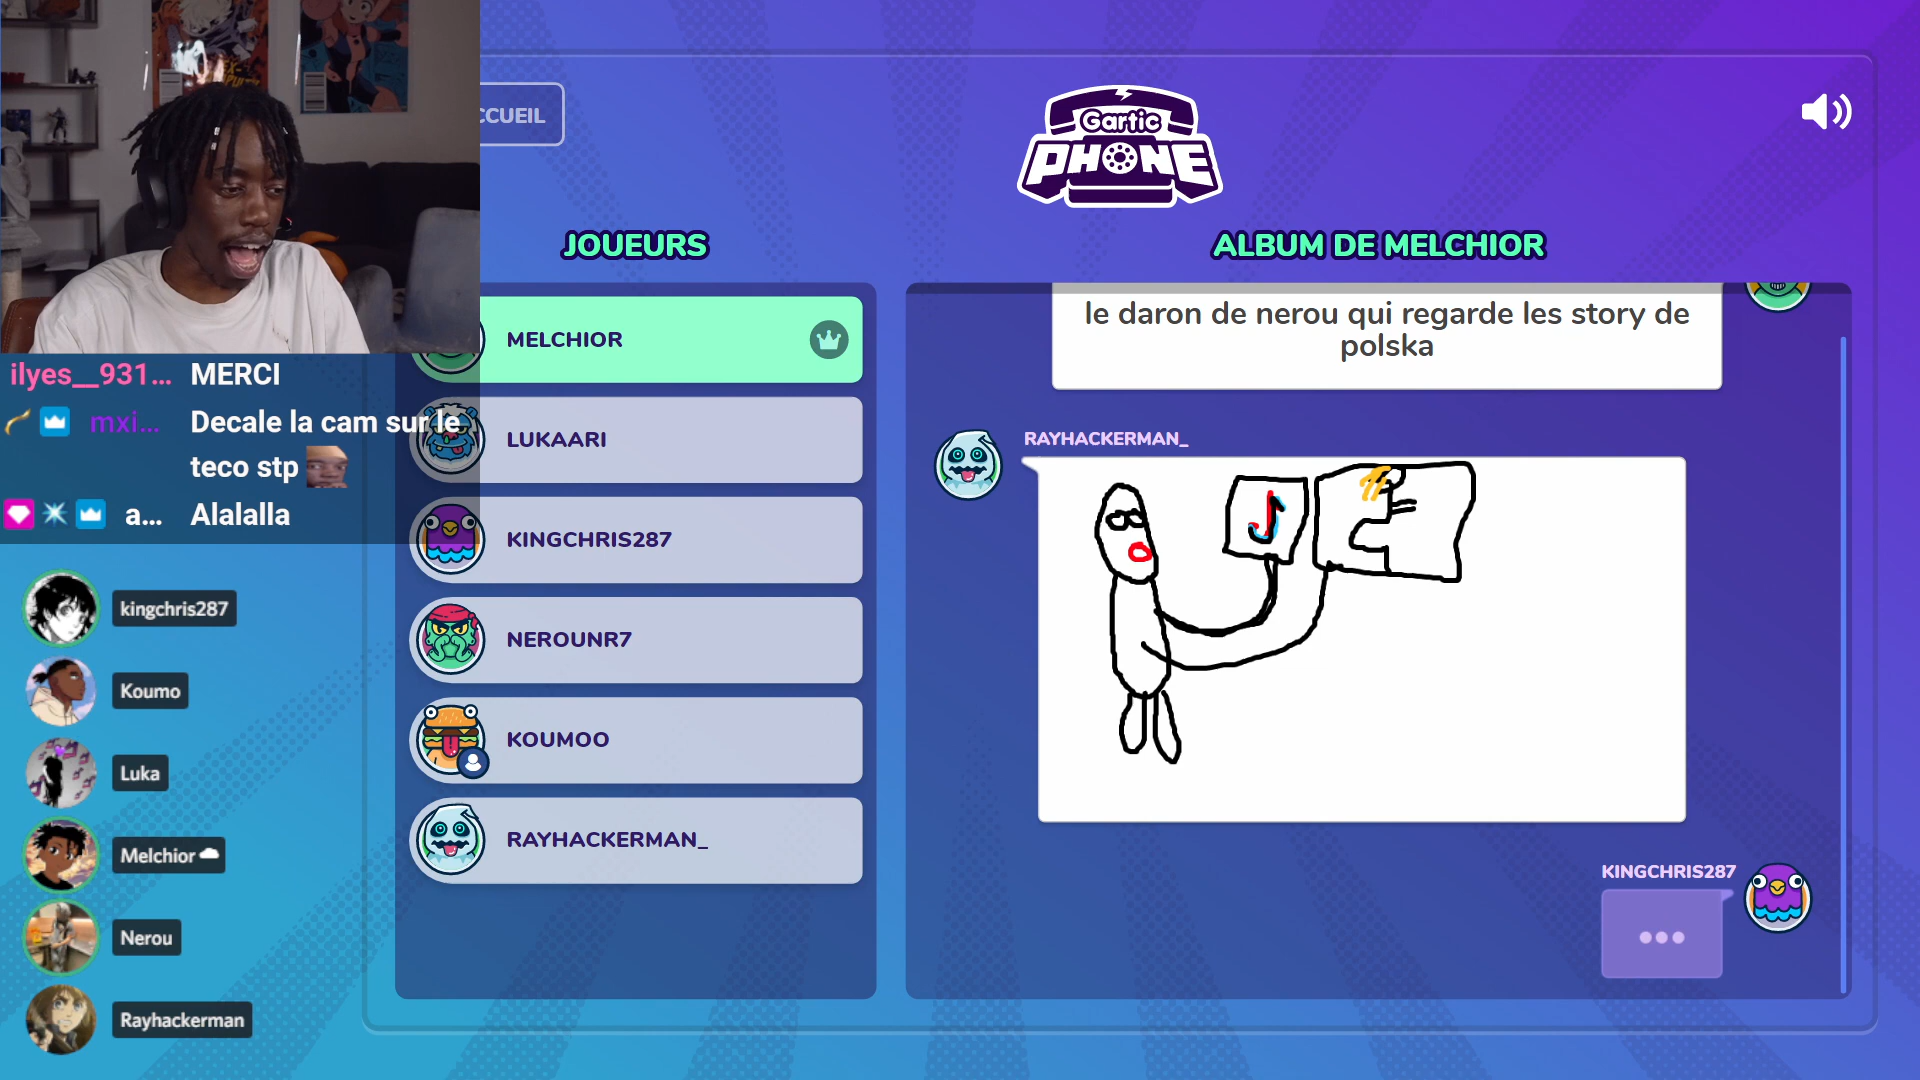 CCUEIL
Gartic
PHONE
JOUEURS
ALBUM DE MELCHIOR
MELCHIOR
LUKAARI
KINGCHRIS287
NEROUNR7
KOUMOO
RAYHACKERMAN_
le daron de nerou qui regarde les story de
polska
RAYHACKERMAN_
KINGCHRIS287
...
ilyes__931... MERCI
mxi... Decale la cam sur le
teco stp
a... Alalalla
kingchris287
Koumo
Luka
Melchior
Nerou
Rayhackerman